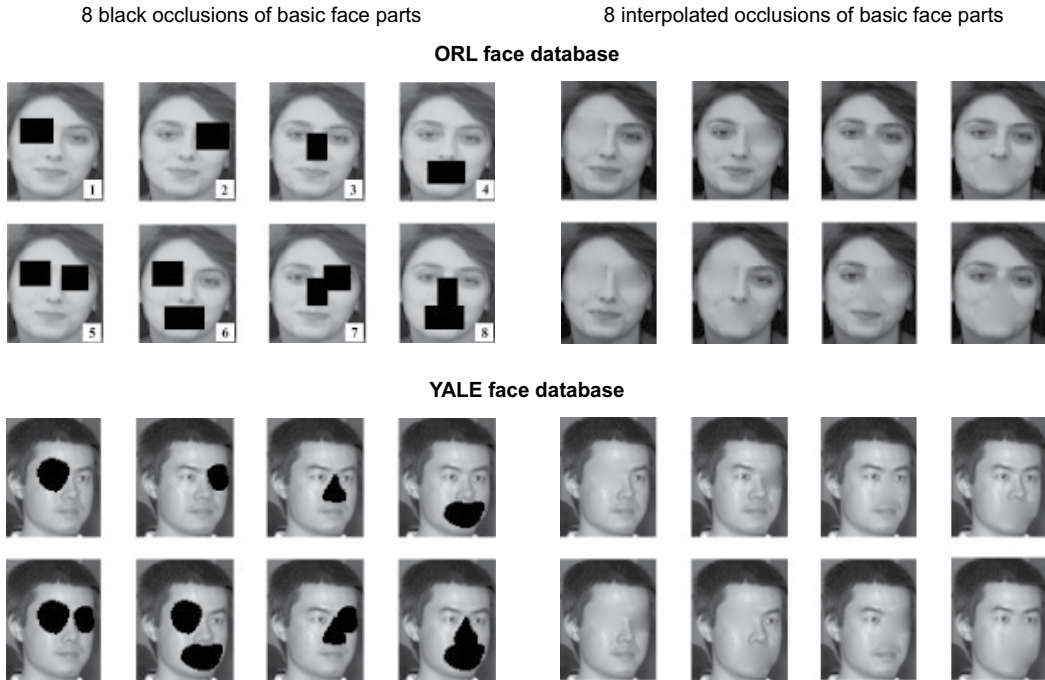 8 black occlusions of basic face parts
8 interpolated occlusions of basic face parts
ORL face database
1
2
3
4
5
6
7
8
YALE face database